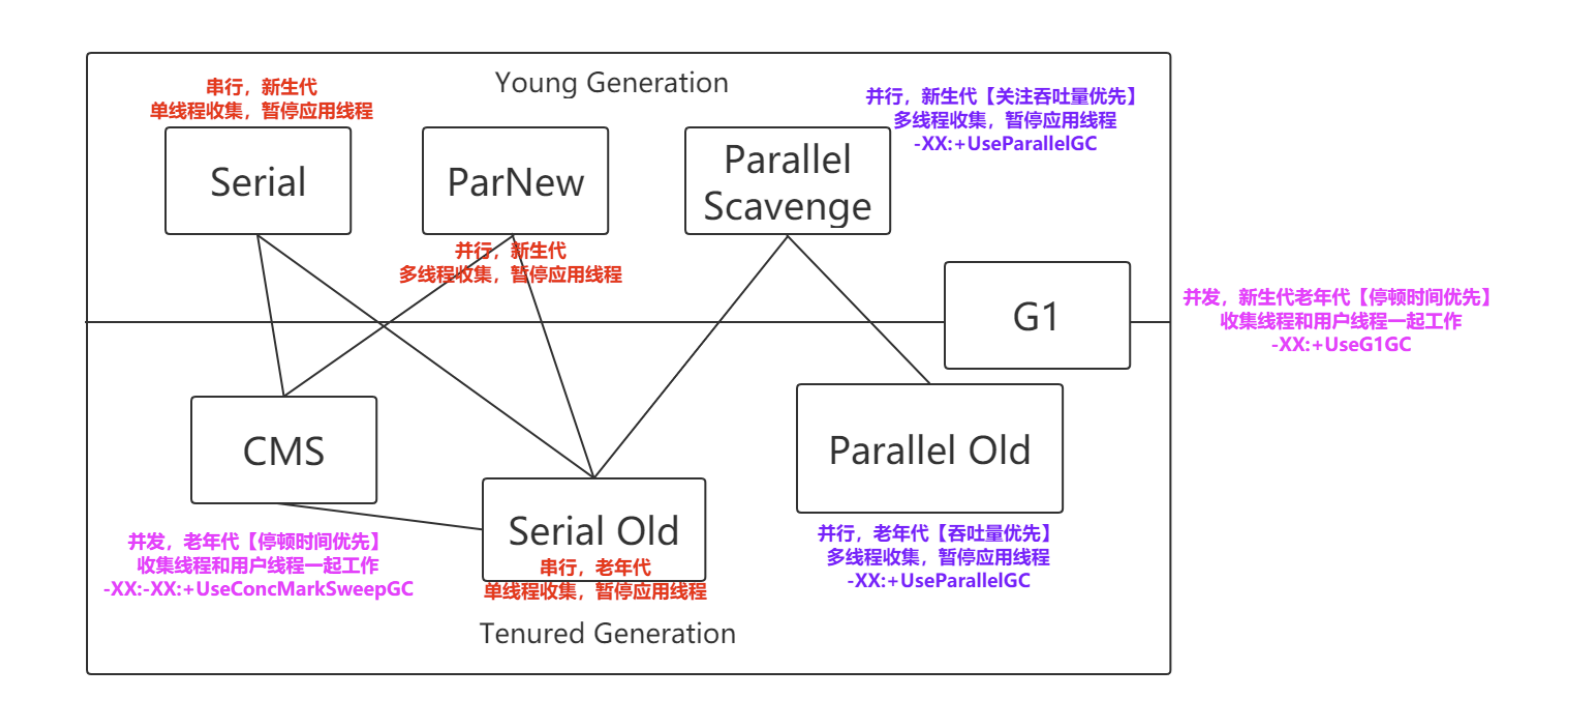 Young Generation
串行，新生代
单线程收集，暂停应用线程
Serial
ParNew
并行，新生代
多线程收集，暂停应用线程
Parallel
Scavenge
并行，新生代【关注吞吐量优先】
多线程收集，暂停应用线程
-XX:+UseParallelGC
G1
并发，新生代老年代【停顿时间优先】
收集线程和用户线程一起工作
-XX:+UseG1GC
CMS
并发，老年代【停顿时间优先】
收集线程和用户线程一起工作
-XX:-XX:+UseConcMarkSweepGC
Serial Old
串行，老年代
单线程收集，暂停应用线程
Parallel Old
并行，老年代【吞吐量优先】
多线程收集，暂停应用线程
-XX:+UseParallelGC
Tenured Generation